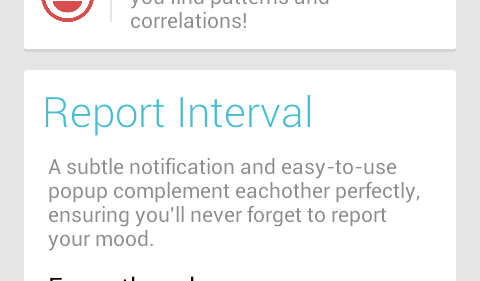 you find patterns and
correlations!
Report Interval
A subtle notification and easy-to-use
popup complement eachother perfectly,
ensuring you'll never forget to report
your mood.